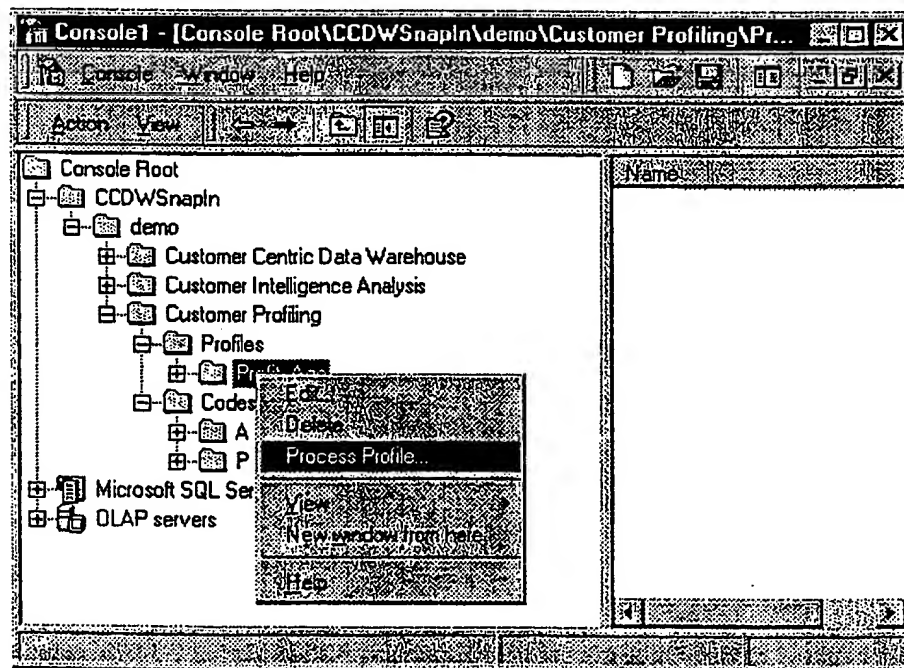 Console1 - [Console Root\CCDWSnapIn\demo\Customer Profiling\Pr...
Console Window Help
Action View
Console Root
CCDWSnapIn
demo
Customer Centric Data Warehouse
Customer Intelligence Analysis
Customer Profiling
Profiles
Codes
A
P
Microsoft SQL Ser
OLAP servers
Edit...
Delete
Process Profile...
View
New window from here
Help
Name